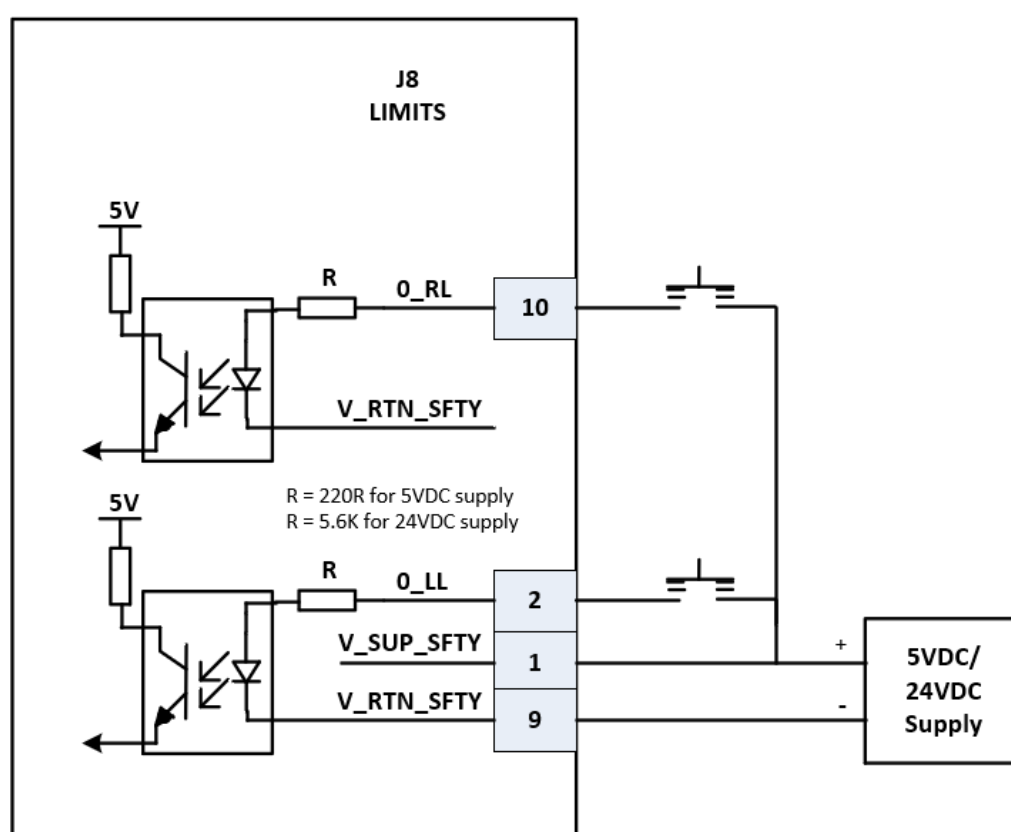 J8
LIMITS
5V
R
0_RL
10
V_RTN_SFTY
R = 220R for 5VDC supply
R = 5.6K for 24VDC supply
5V
R
0_LL
2
V_SUP_SFTY
1
+
5VDC/
24VDC
Supply
V_RTN_SFTY
9
-